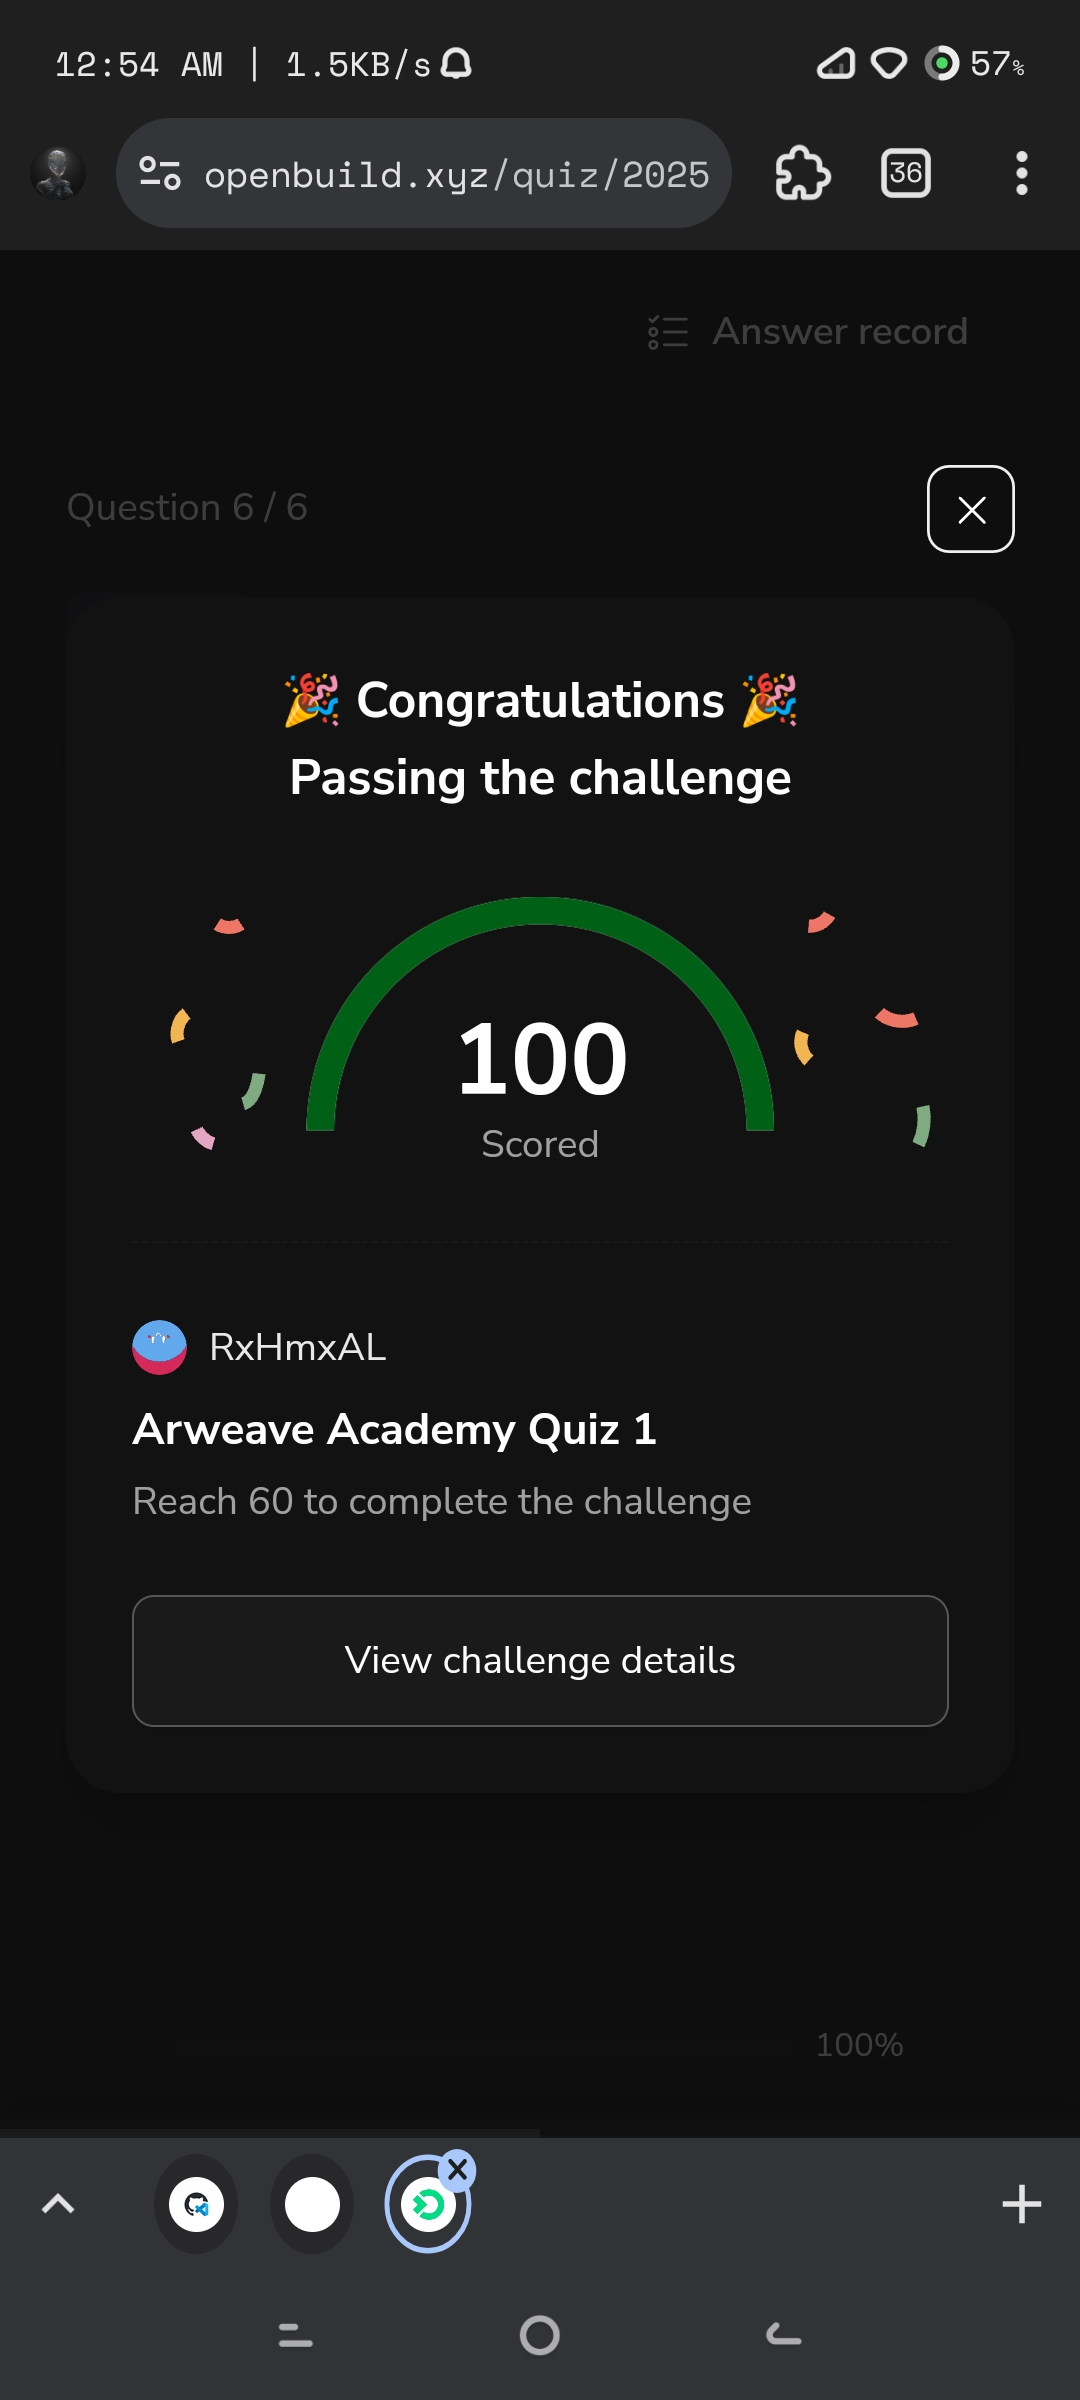 12:54 AM | 1.5KB/s 57%
openbuild.xyz/quiz/2025 36
Answer record
Question 6 / 6
🎉 Congratulations 🎉
Passing the challenge
100
Scored
RxHmxAL
Arweave Academy Quiz 1
Reach 60 to complete the challenge
View challenge details
100%